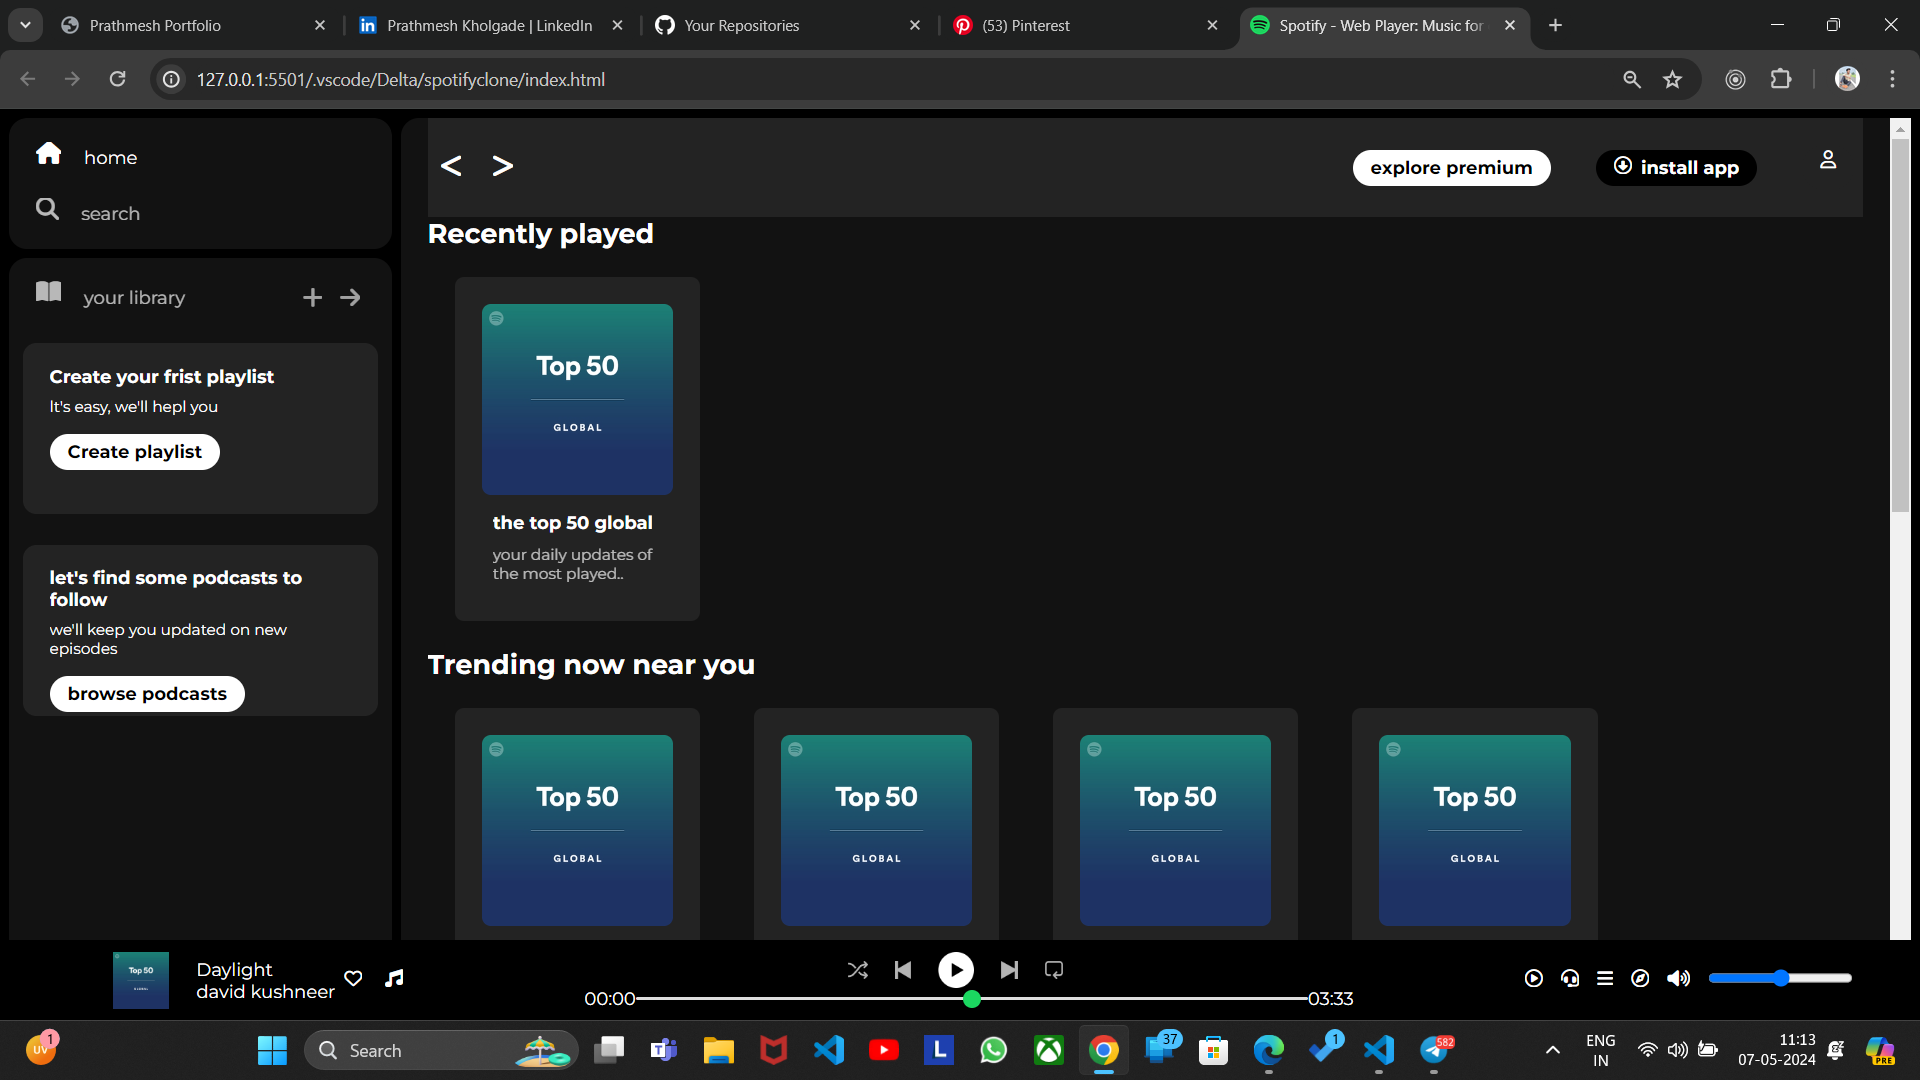 Prathmesh Portfolio
Prathmesh Kholgade | LinkedIn
Your Repositories
(53) Pinterest
Spotify - Web Player: Music for
127.0.0.1:5501/.vscode/Delta/spotifyclone/index.html
home
search
your library
Create your frist playlist
It's easy, we'll hepl you
Create playlist
let's find some podcasts to
follow
we'll keep you updated on new
episodes
browse podcasts
< >
explore premium
install app
Recently played
Top 50
GLOBAL
the top 50 global
your daily updates of
the most played..
Trending now near you
Top 50
GLOBAL
Top 50
GLOBAL
Top 50
GLOBAL
Top 50
GLOBAL
Top 50
GLOBAL
Daylight
david kushneer
00:00
03:33
UV
1
Search
L
37
1
582
ENG
IN
11:13
07-05-2024
PRE